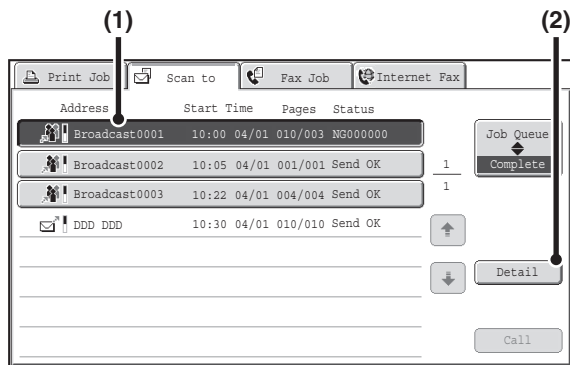 (1) (2)
Print Job Scan to Fax Job Internet Fax
Address Start Time Pages Status
Broadcast0001 10:00 04/01 010/003 NG000000
Job Queue
Complete
Broadcast0002 10:05 04/01 001/001 Send OK
1
1
Broadcast0003 10:22 04/01 004/004 Send OK
DDD DDD 10:30 04/01 010/010 Send OK
Detail
Call